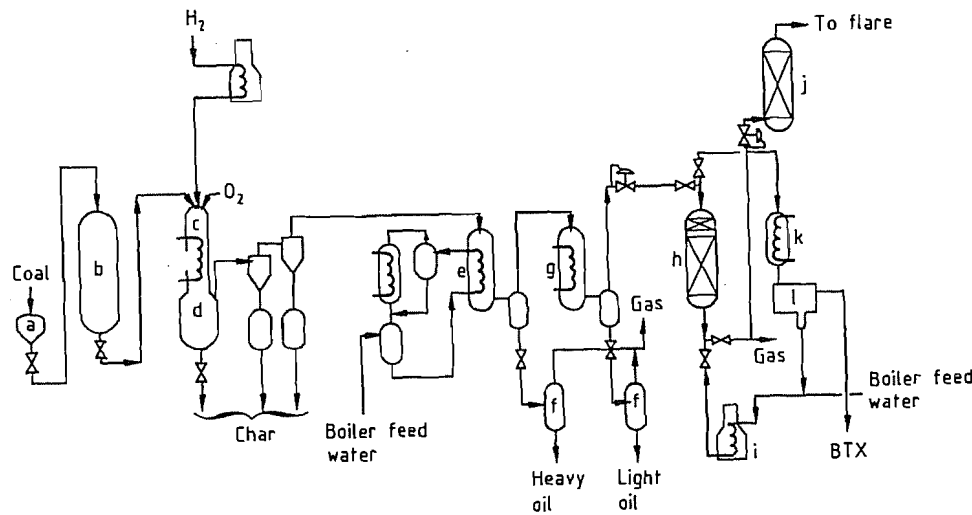 H₂
To flare
j
O₂
c
b
k
h
Coal
e
g
a
d
l
Gas
Gas
f
f
Boiler feed
water
Char
Boiler feed
water
i
BTX
Heavy
oil
Light
oil